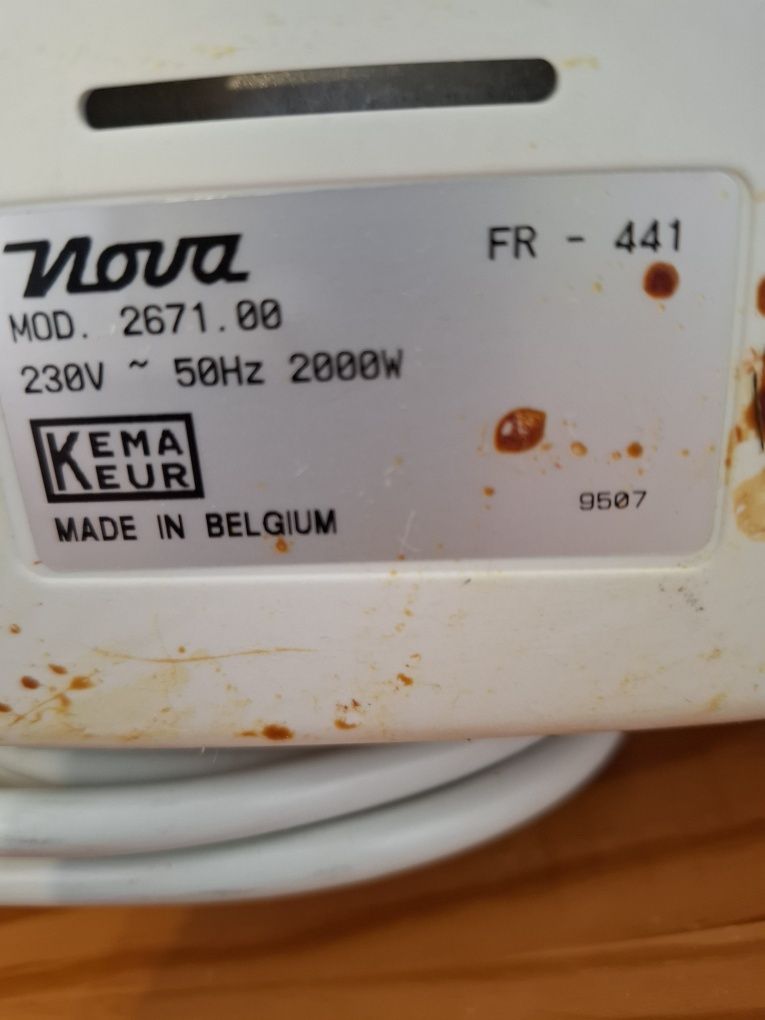 Nova
FR - 441
MOD. 2671.00
230V ~ 50Hz 2000W
KEMA
KEUR
9507
MADE IN BELGIUM